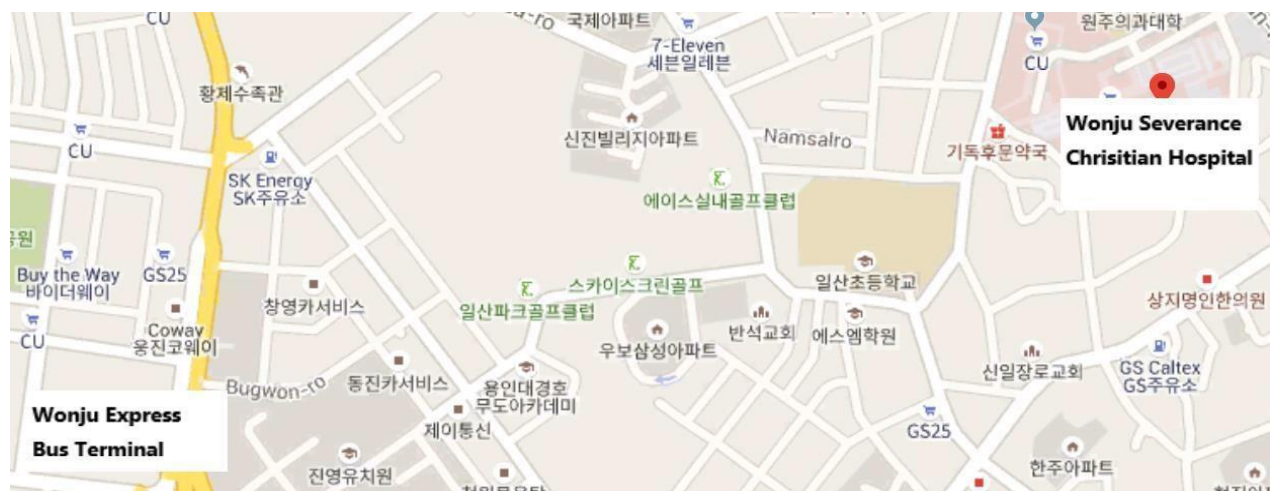 CU
국제아파트
7-Eleven
세븐일레븐
원주의과대학
CU
황제수족관
CU
SK Energy
SK주유소
신진빌리지아파트
Namsalro
기독후문약국
Wonju Severance
Chrisitian Hospital
에이스실내골프클럽
공원
Buy the Way
바이더웨이
GS25
창영카서비스
스카이스크린골프
일산파크골프클럽
일산초등학교
상지명인한의원
CU
Coway
웅진코웨이
우보삼성아파트
반석교회
에스엠학원
신일장로교회
GS Caltex
GS주유소
Bugwon-ro
동진카서비스
용인대경호
무도아카데미
Wonju Express
Bus Terminal
제이통신
GS25
진영유치원
한주아파트